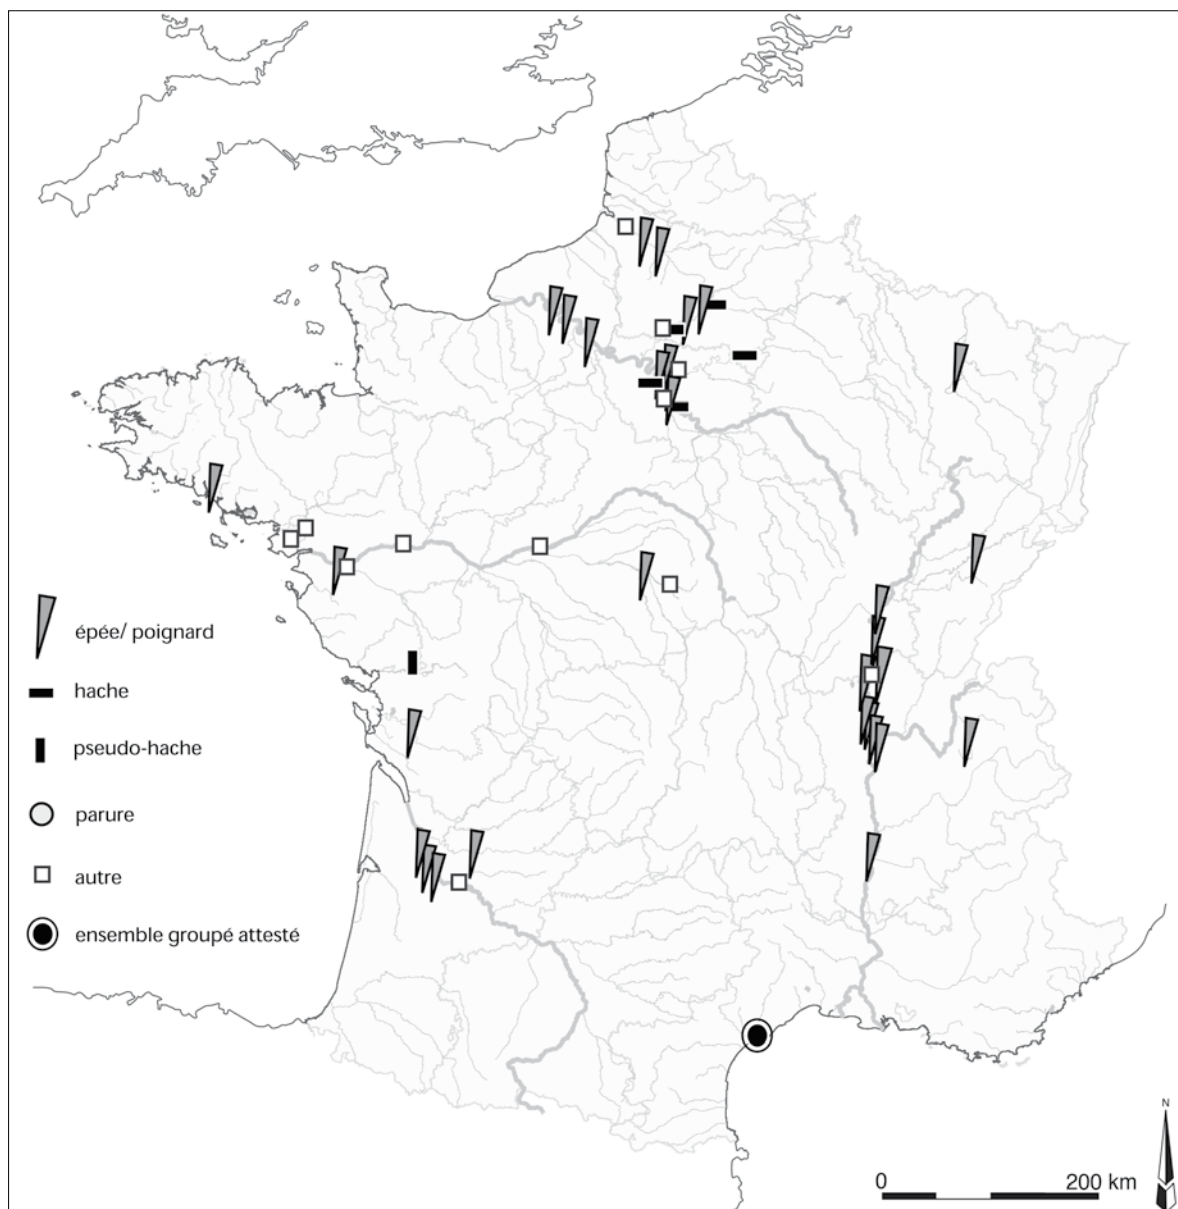 épée/ poignard
hache
pseudo-hache
parure
autre
ensemble groupé attesté
N
0 200 km